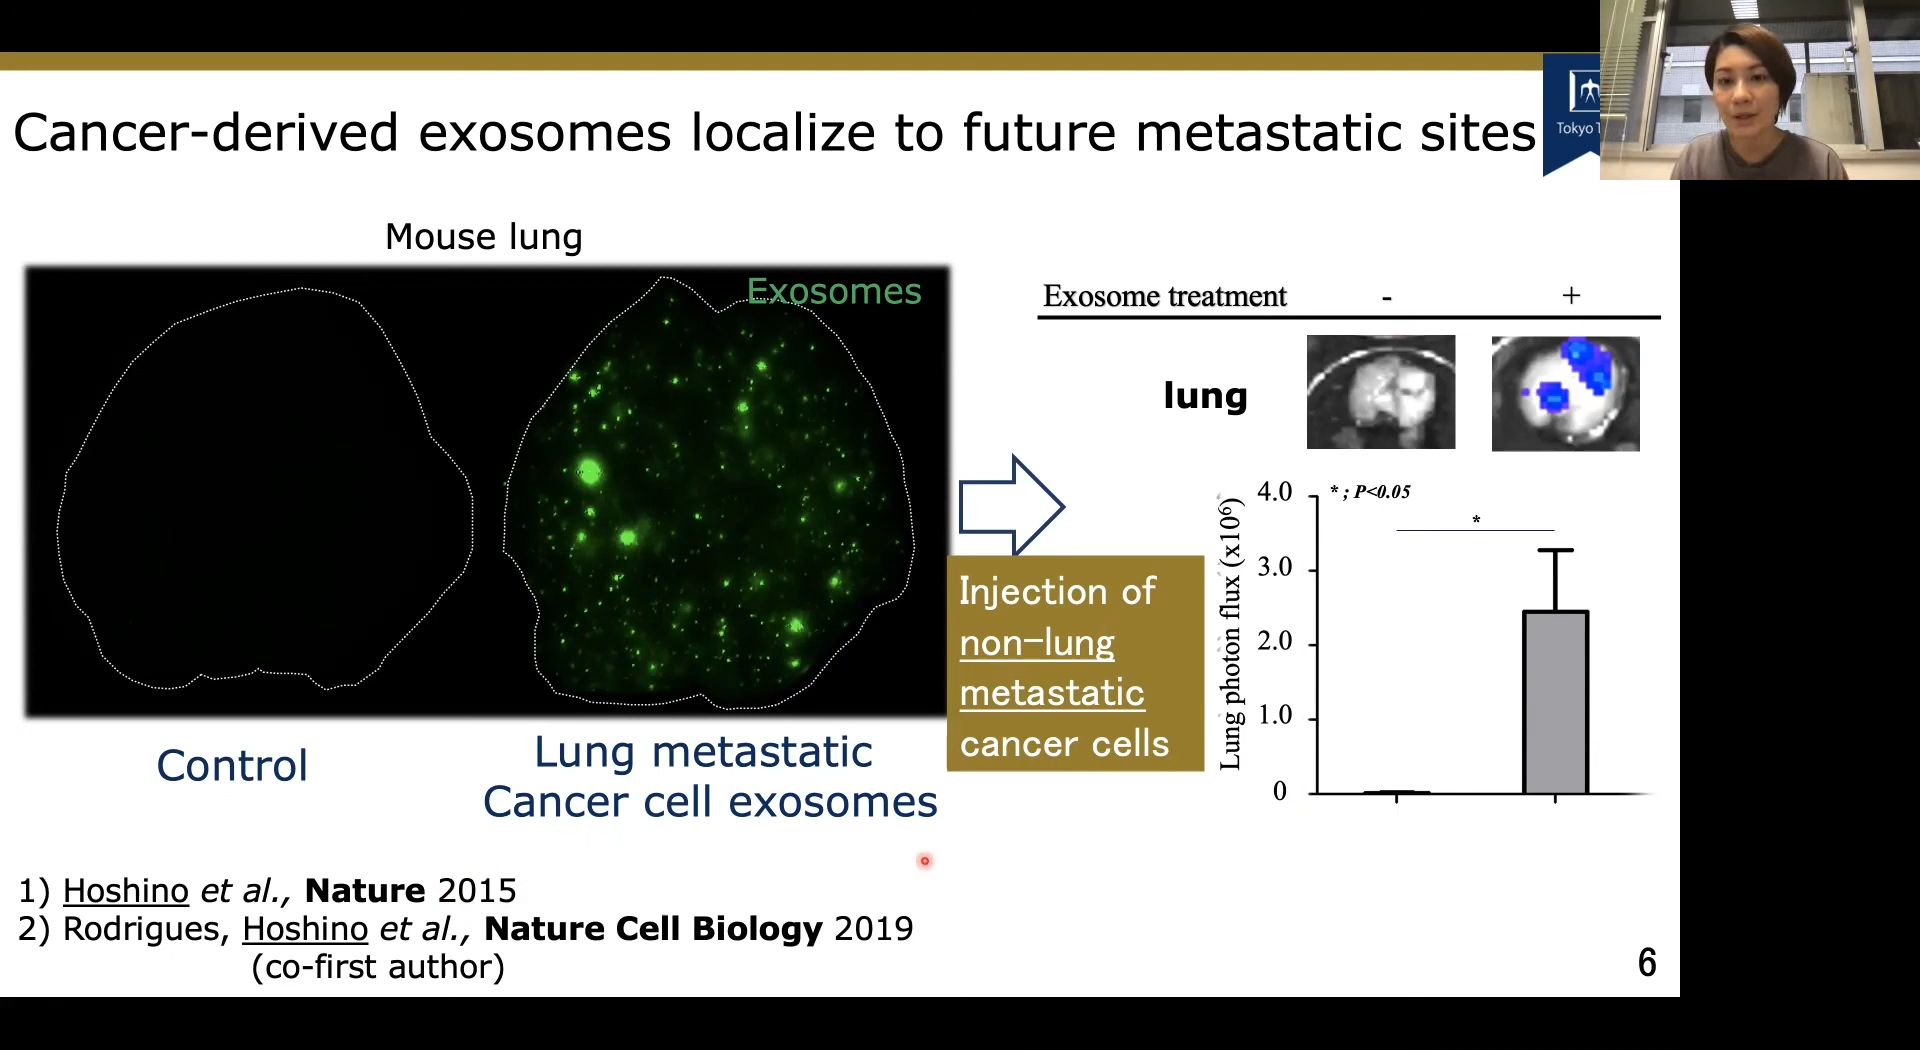 Cancer-derived exosomes localize to future metastatic sites
Tokyo
Mouse lung
Exosomes
Control
Lung metastatic
Cancer cell exosomes
Injection of
non-lung
metastatic
cancer cells
Exosome treatment - +
lung
Lung photon flux (x10⁶)
* ; P<0.05
*
4.0
3.0
2.0
1.0
0
1) Hoshino et al., Nature 2015
2) Rodrigues, Hoshino et al., Nature Cell Biology 2019
(co-first author)
6